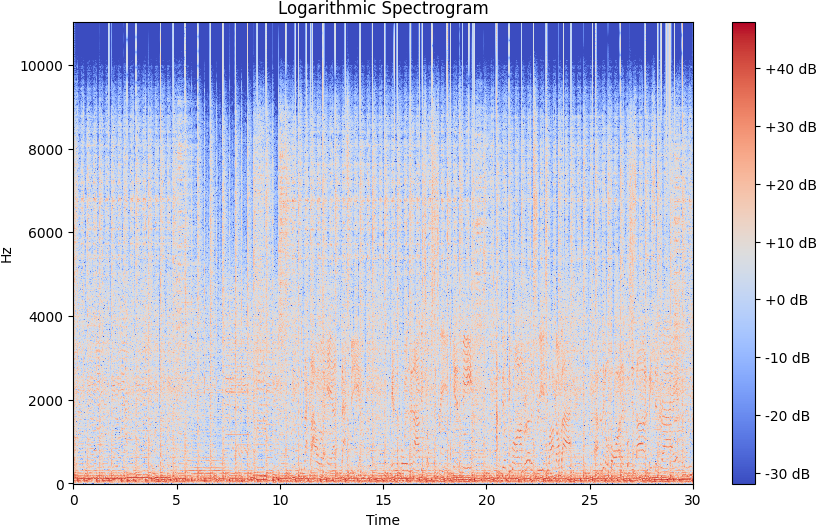 Logarithmic Spectrogram
10000
8000
6000
4000
2000
0
Hz
0 5 10 15 20 25 30
Time
+40 dB
+30 dB
+20 dB
+10 dB
+0 dB
-10 dB
-20 dB
-30 dB